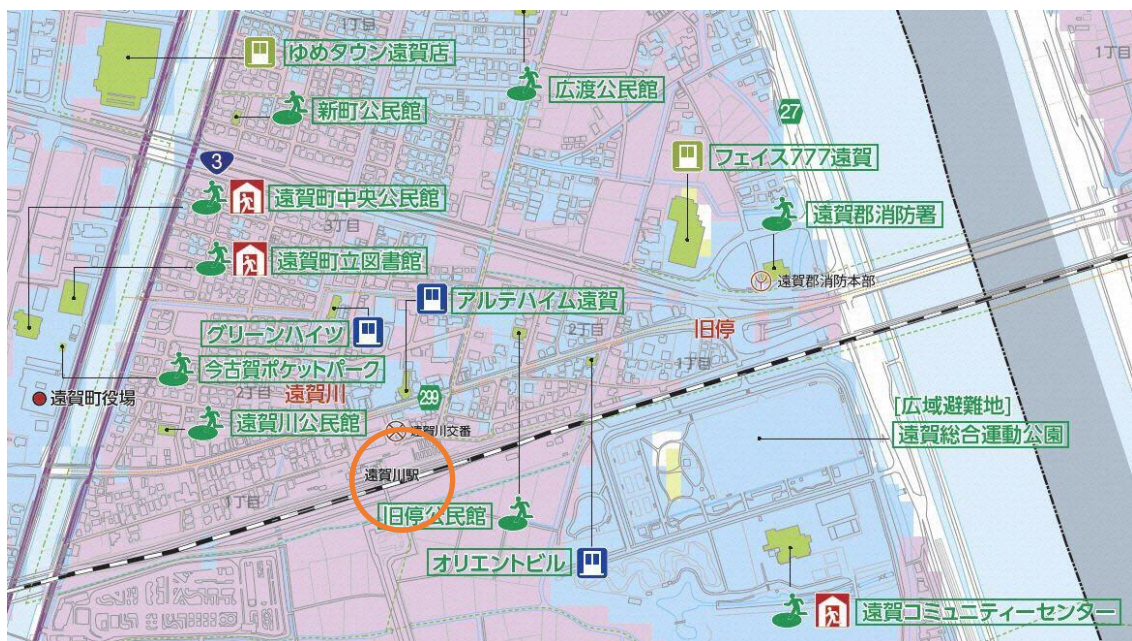 1丁目
ゆめタウン遠賀店
広渡公民館
1丁目
新町公民館
27
フェイス777遠賀
3
遠賀町中央公民館
3丁目
遠賀郡消防署
遠賀町立図書館
遠賀郡消防本部
アルテハイム遠賀
グリーンハイツ
2丁目
旧停
1丁目
今古賀ポケットパーク
2丁目
遠賀川
299
遠賀町役場
遠賀川公民館
遠賀川交番
[広域避難地]
遠賀総合運動公園
遠賀川駅
1丁目
旧停公民館
オリエントビル
遠賀コミュニティーセンター